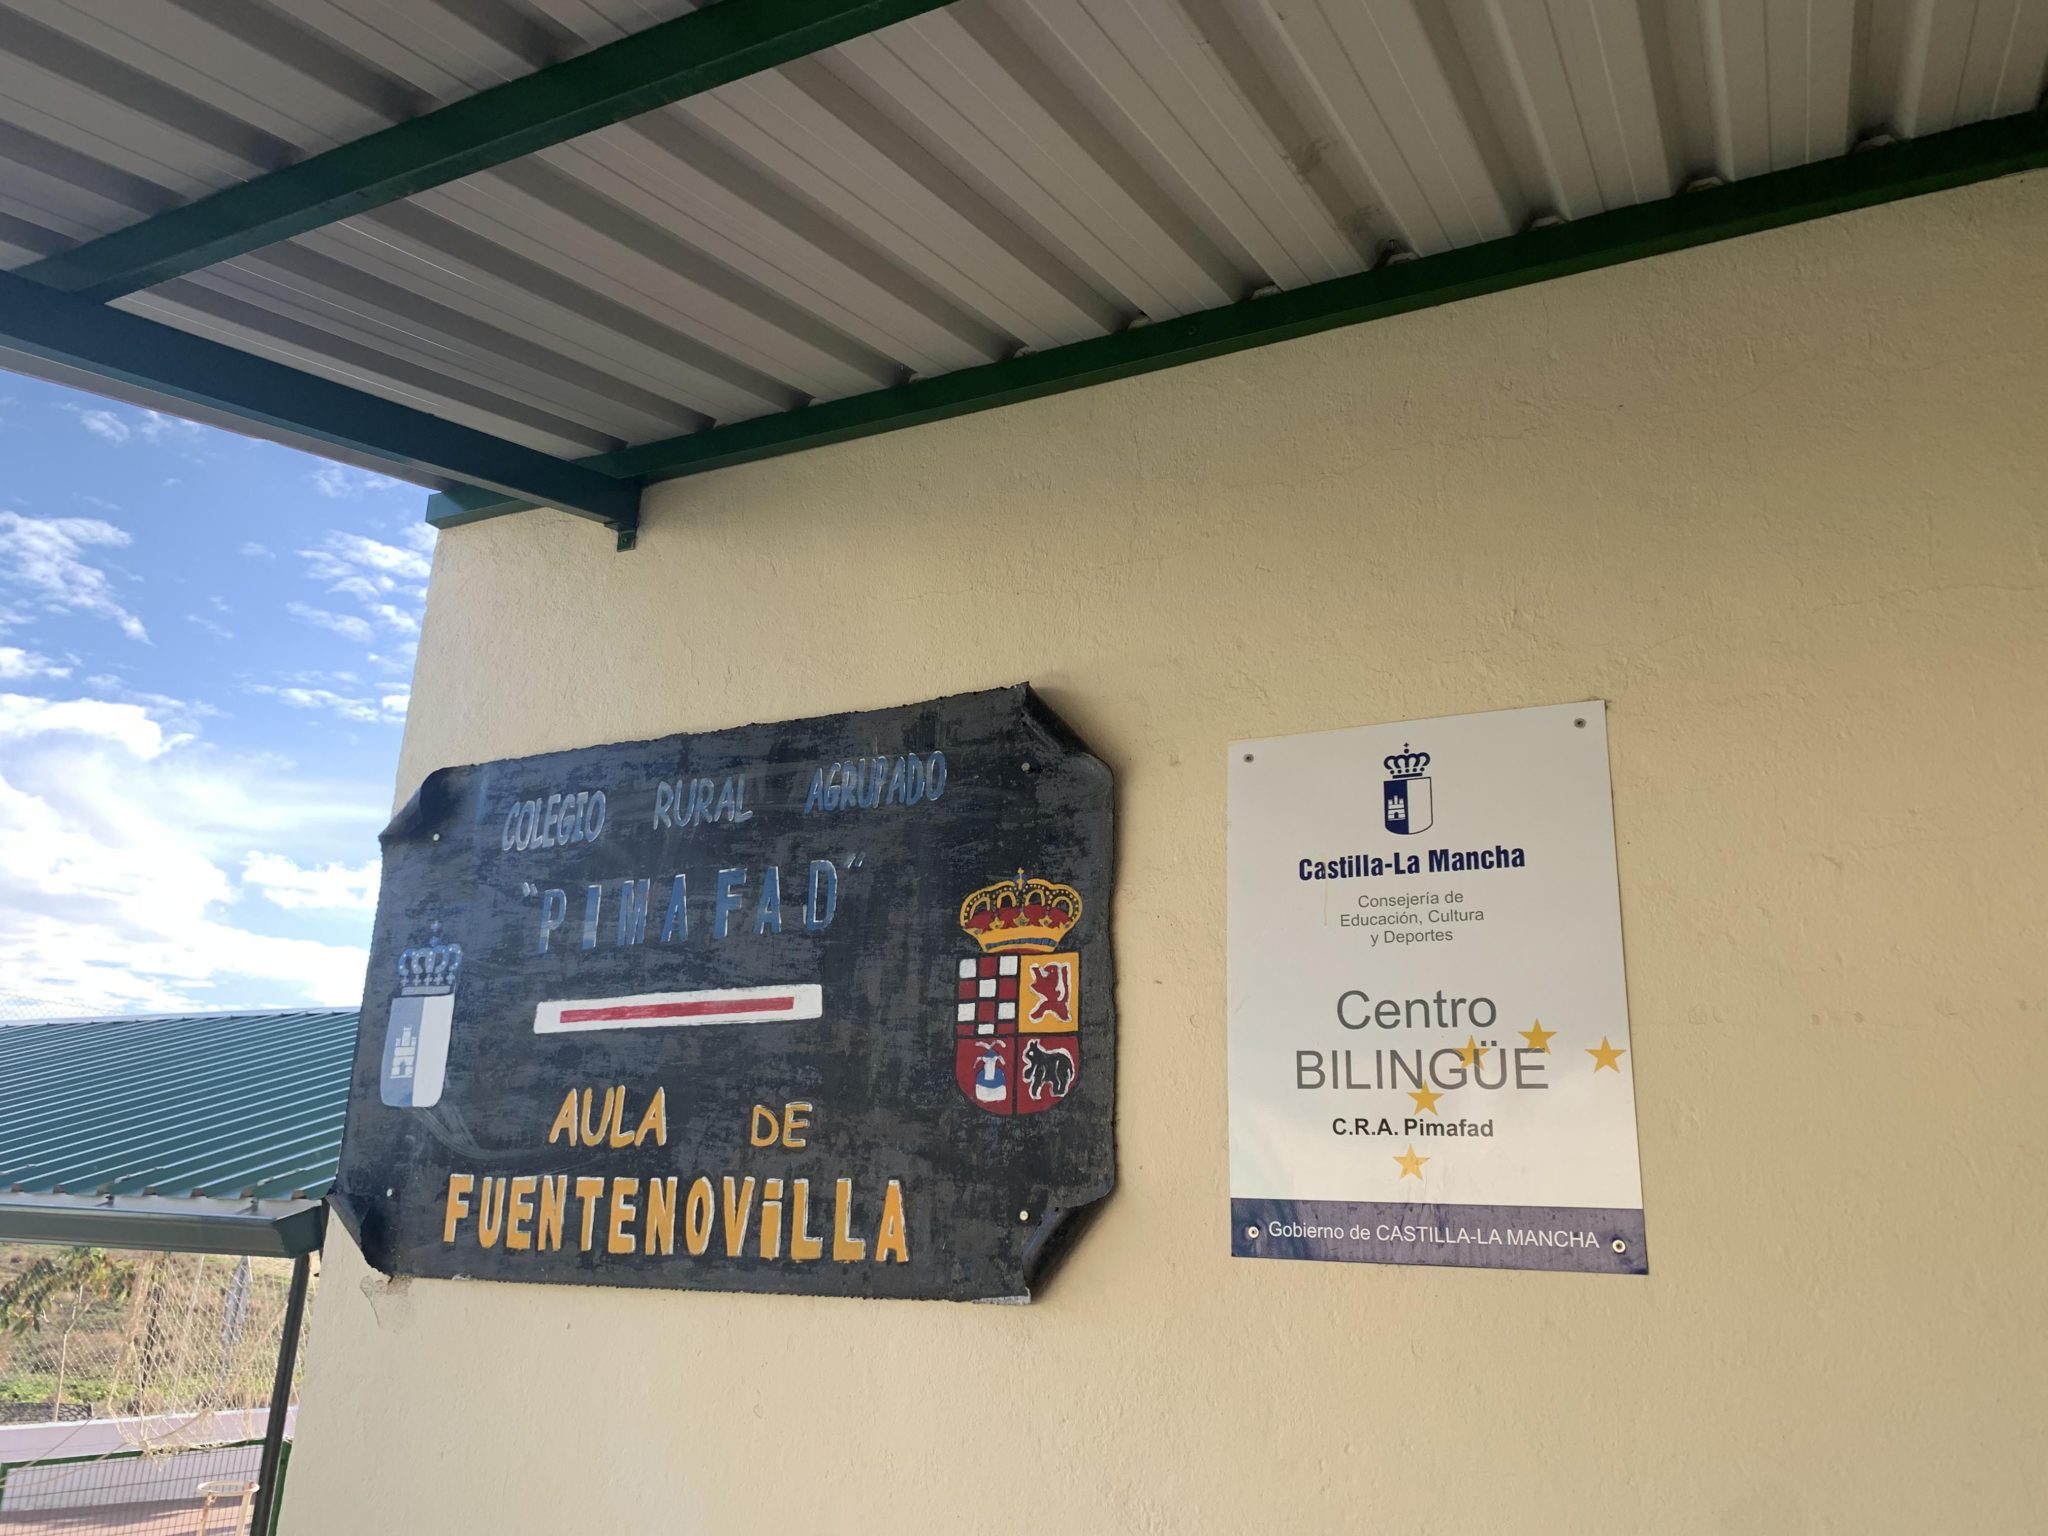 COLEGIO RURAL AGRUPADO
"PIMAFAD"
AULA DE
FUENTENOViLLA
Castilla-La Mancha
Consejería de
Educación, Cultura
y Deportes
Centro
BILINGÜE
C.R.A. Pimafad
Gobierno de CASTILLA-LA MANCHA